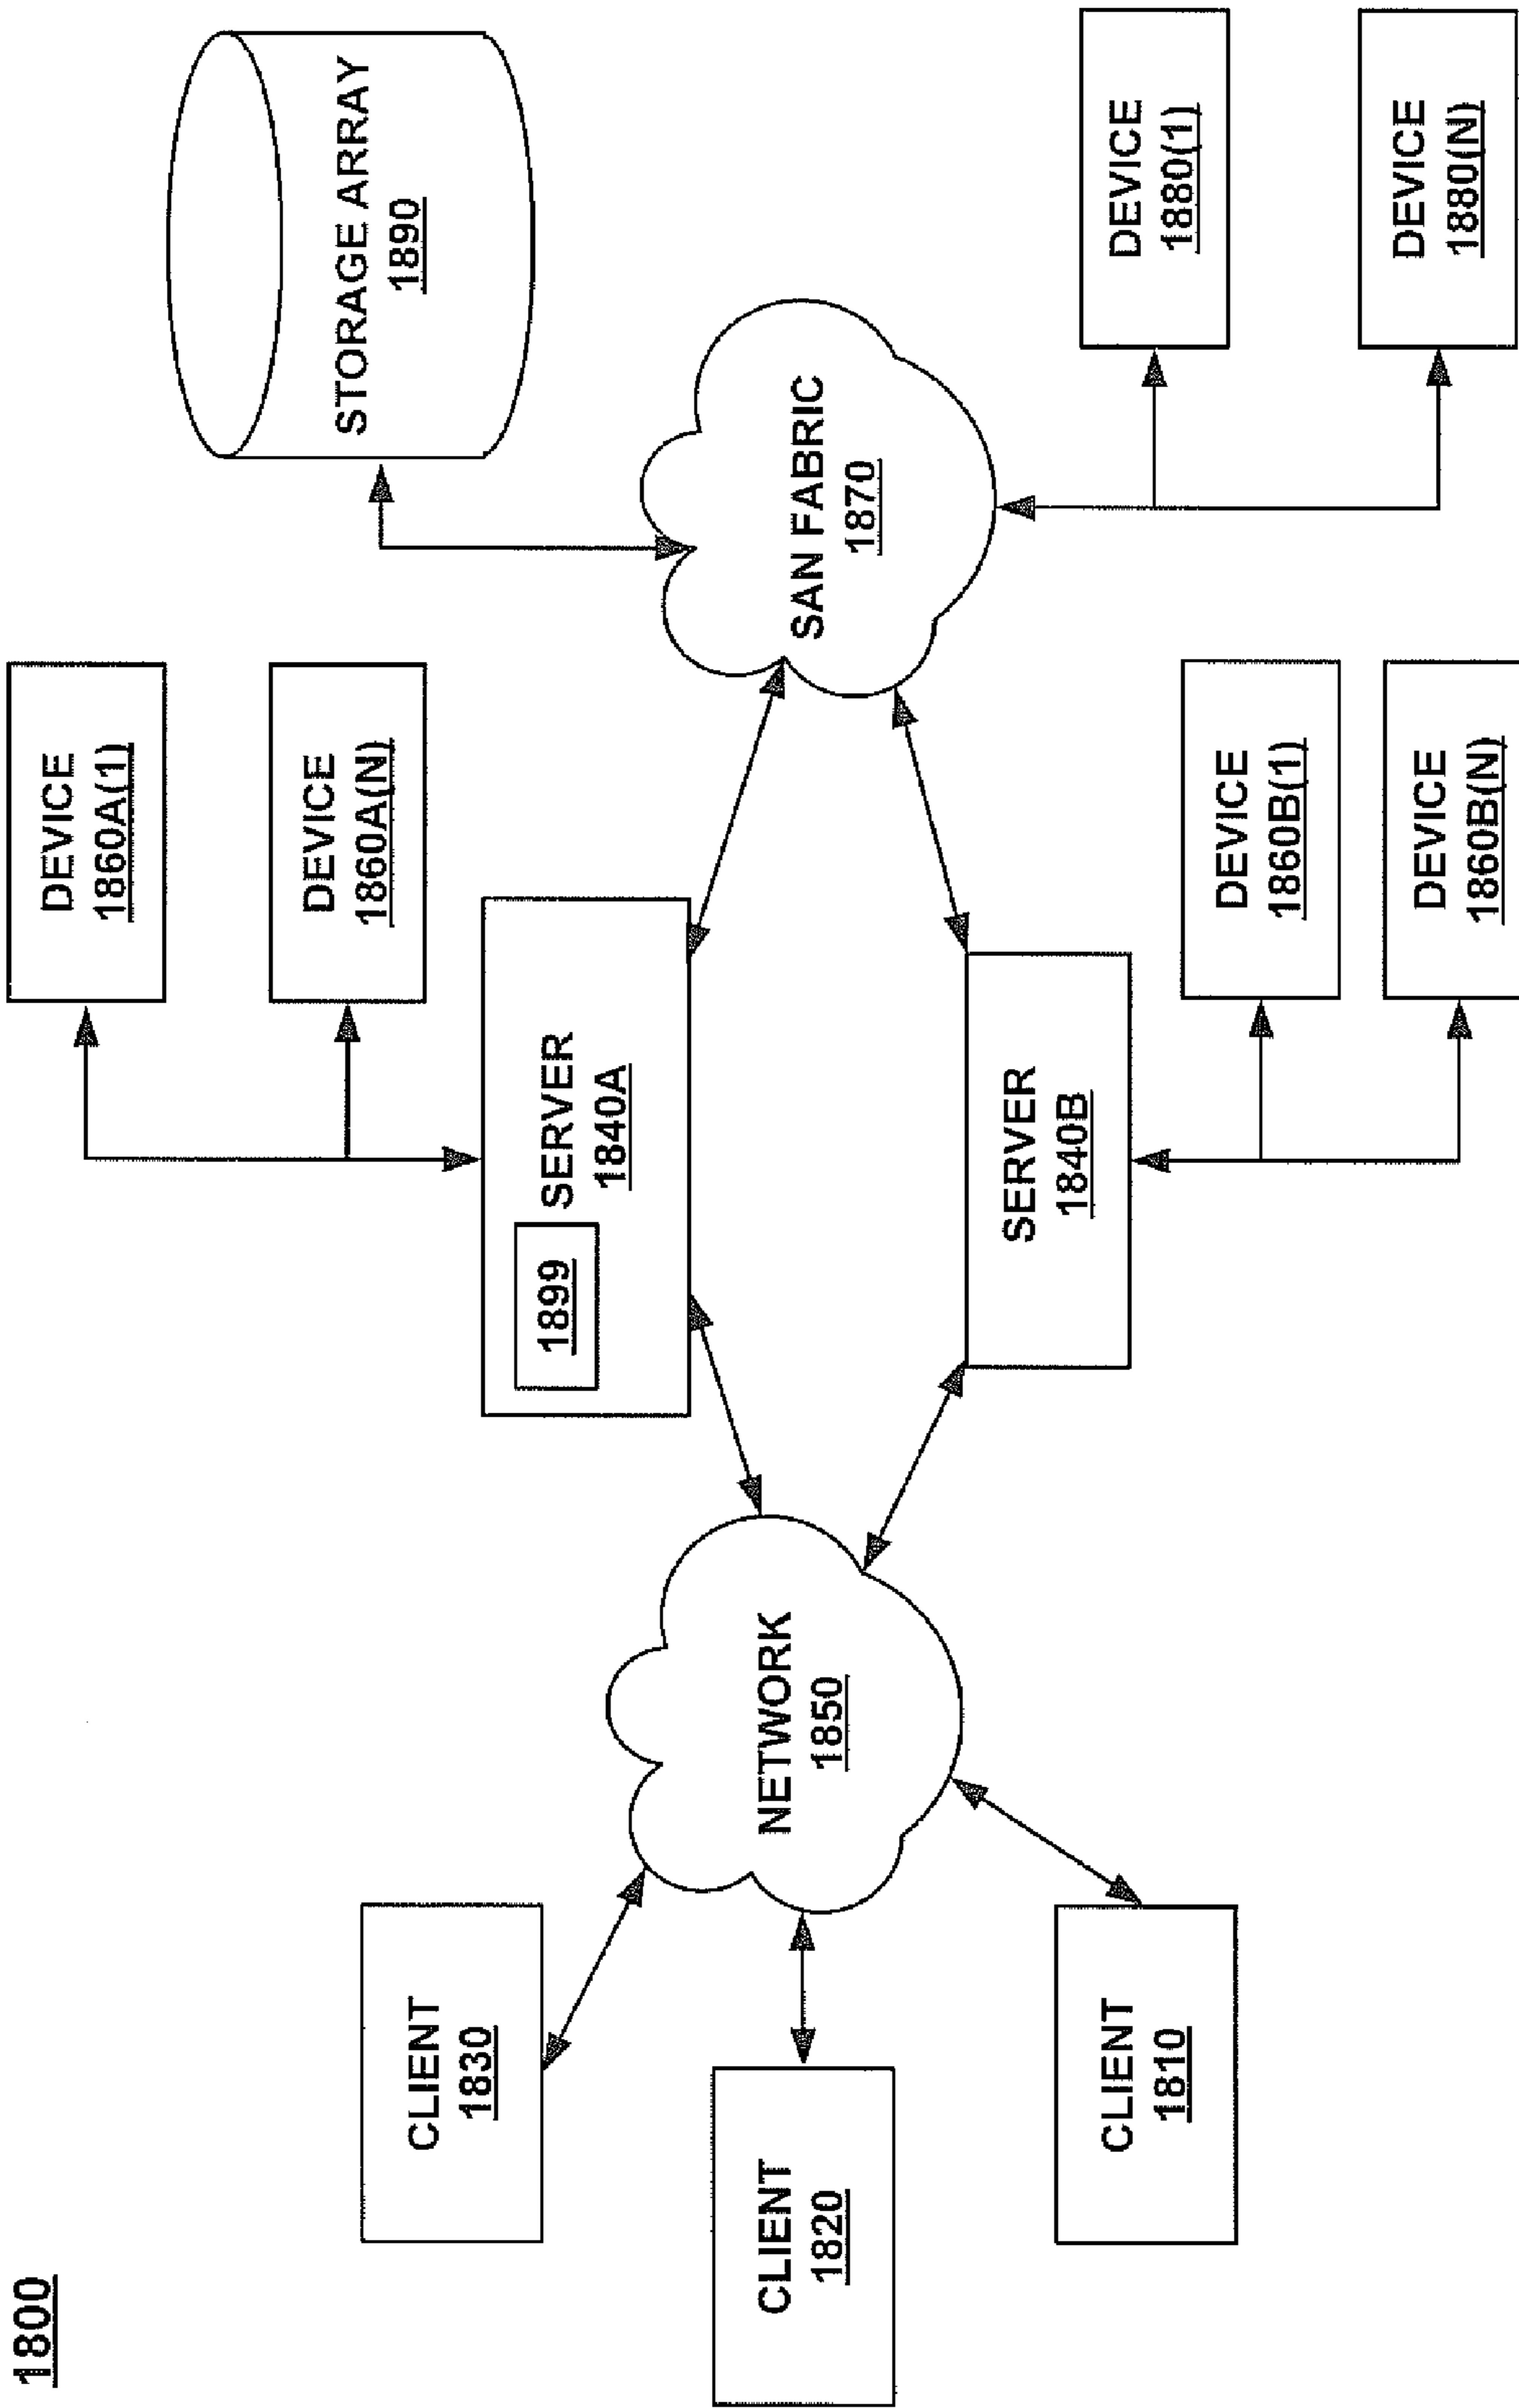 1800
CLIENT
1830
CLIENT
1820
CLIENT
1810
NETWORK
1850
1899
SERVER
1840A
SERVER
1840B
DEVICE
1860A(1)
DEVICE
1860A(N)
DEVICE
1860B(1)
DEVICE
1860B(N)
SAN FABRIC
1870
STORAGE ARRAY
1890
DEVICE
1880(1)
DEVICE
1880(N)